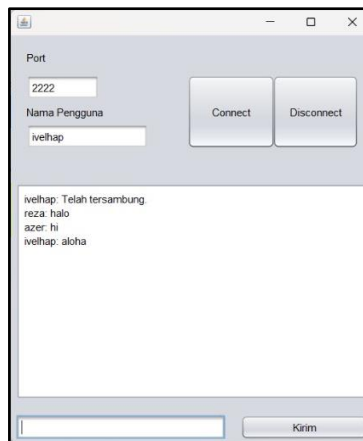 Port
2222
Nama Pengguna
ivelhap
Connect
Disconnect
ivelhap: Telah tersambung.
reza: halo
azer: hi
ivelhap: aloha
Kirim